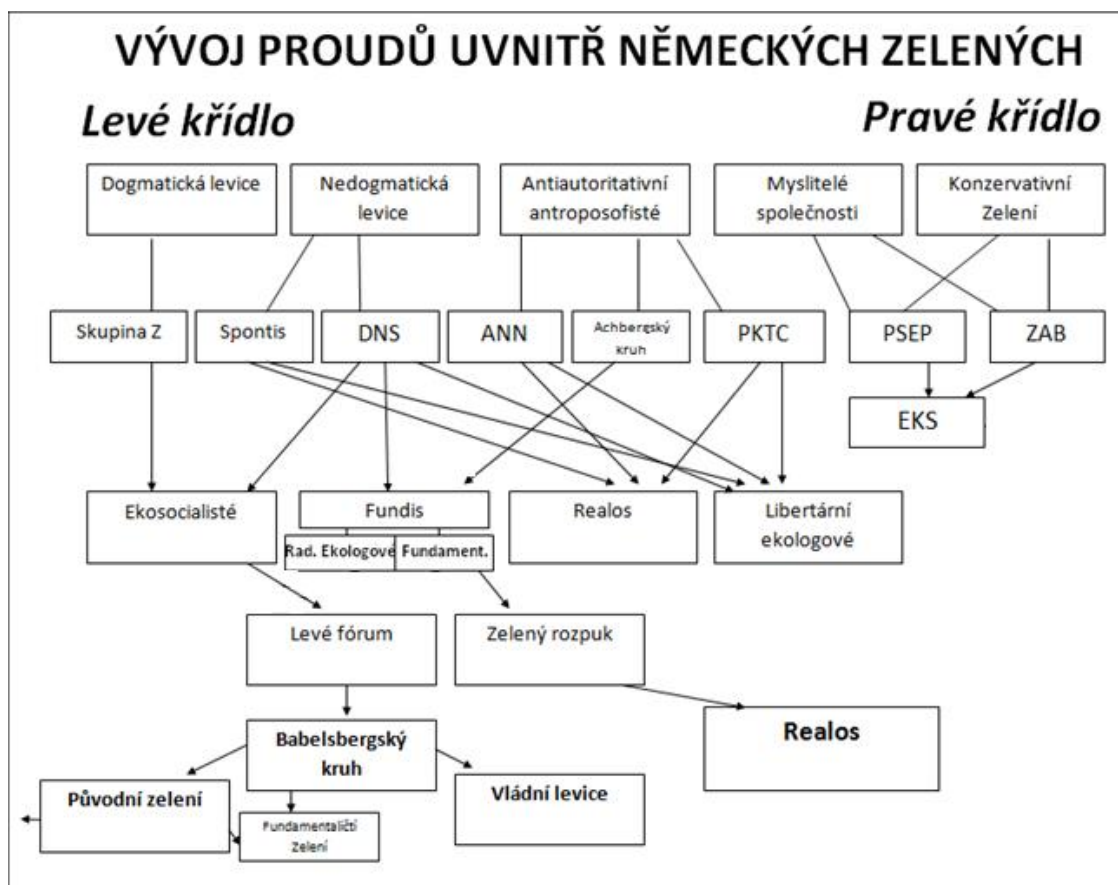 VÝVOJ PROUDŮ UVNITŘ NĚMECKÝCH ZELENÝCH
Levé křídlo
Pravé křídlo
Dogmatická levice
Nedogmatická
levice
Antiautoritativní
antroposofisté
Myslitelé
společnosti
Konzervativní
Zelení
Skupina Z
Spontis
DNS
ANN
Achbergský
kruh
PKTC
PSEP
ZAB
EKS
Ekosocialisté
Fundis
Rad. Ekologové
Fundament.
Realos
Libertární
ekologové
Levé fórum
Zelený rozpuk
Babelsbergský
kruh
Realos
Původní zelení
Vládní levice
Fundamentaličtí
Zelení